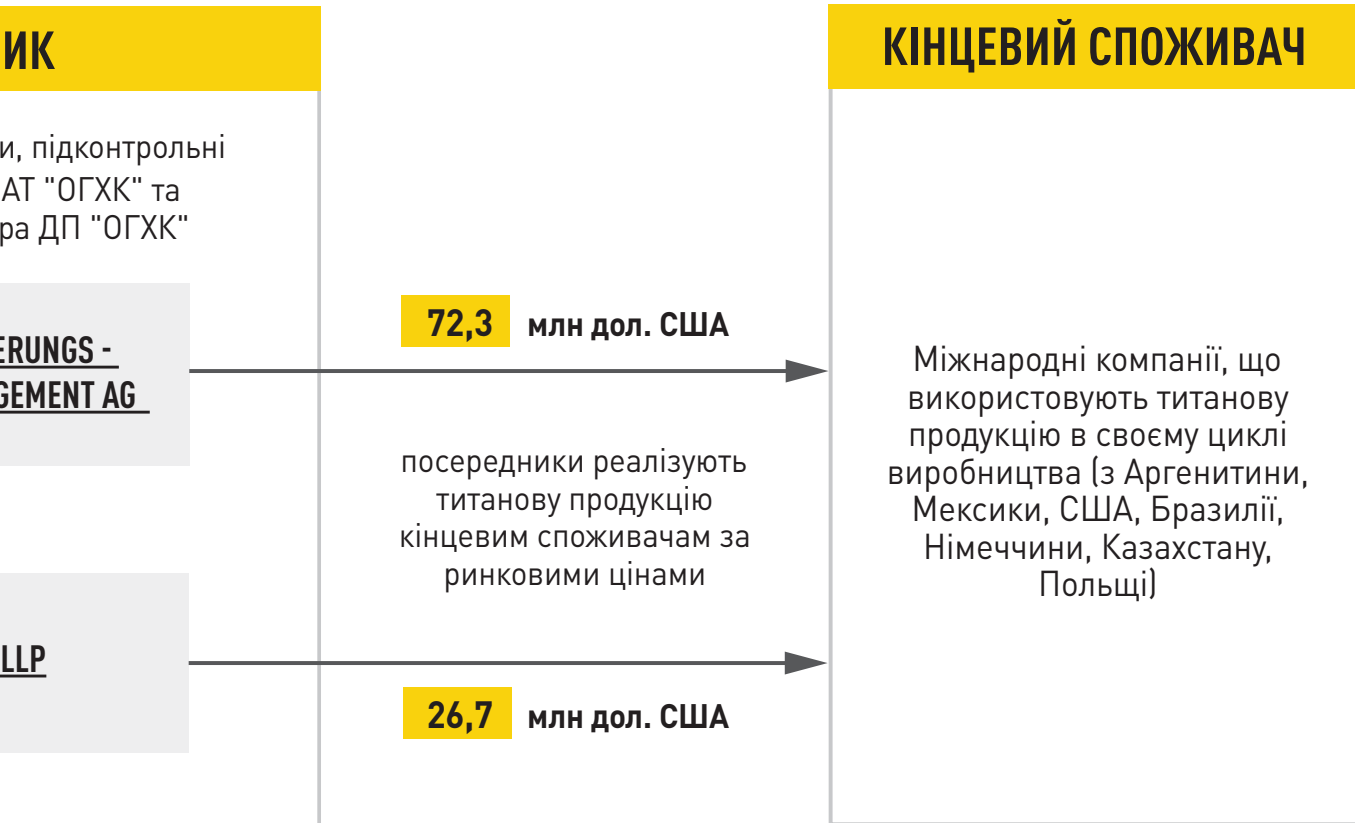 ИК
и, підконтрольні
АТ "ОГХК" та
ра ДП "ОГХК"
ERUNGS -
GEMENT AG
LLP
72,3 млн дол. США
посередники реалізують
титанову продукцію
кінцевим споживачам за
ринковими цінами
26,7 млн дол. США
КІНЦЕВИЙ СПОЖИВАЧ
Міжнародні компанії, що
використовують титанову
продукцію в своєму циклі
виробництва (з Аргенитини,
Мексики, США, Бразилії,
Німеччини, Казахстану,
Польщі)